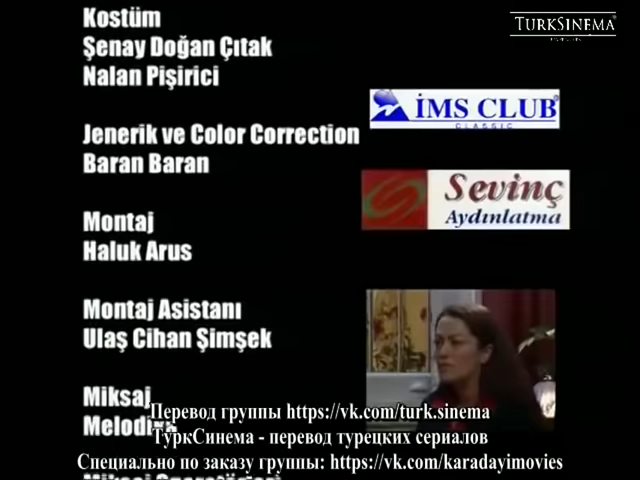 Kostüm
Şenay Doğan Çıtak
Nalan Pişirici
Jenerik ve Color Correction
Baran Baran
Montaj
Haluk Arus
Montaj Asistanı
Ulaş Cihan Şimşek
Miksaj
TURKSINEMA
İMS CLUB
CLASSIC
Sevinç
Aydınlatma
Перевод группы https://vk.com/turk.sinema
ТуркСинема - перевод турецких сериалов
Специально по заказу группы: https://vk.com/karadayimovies